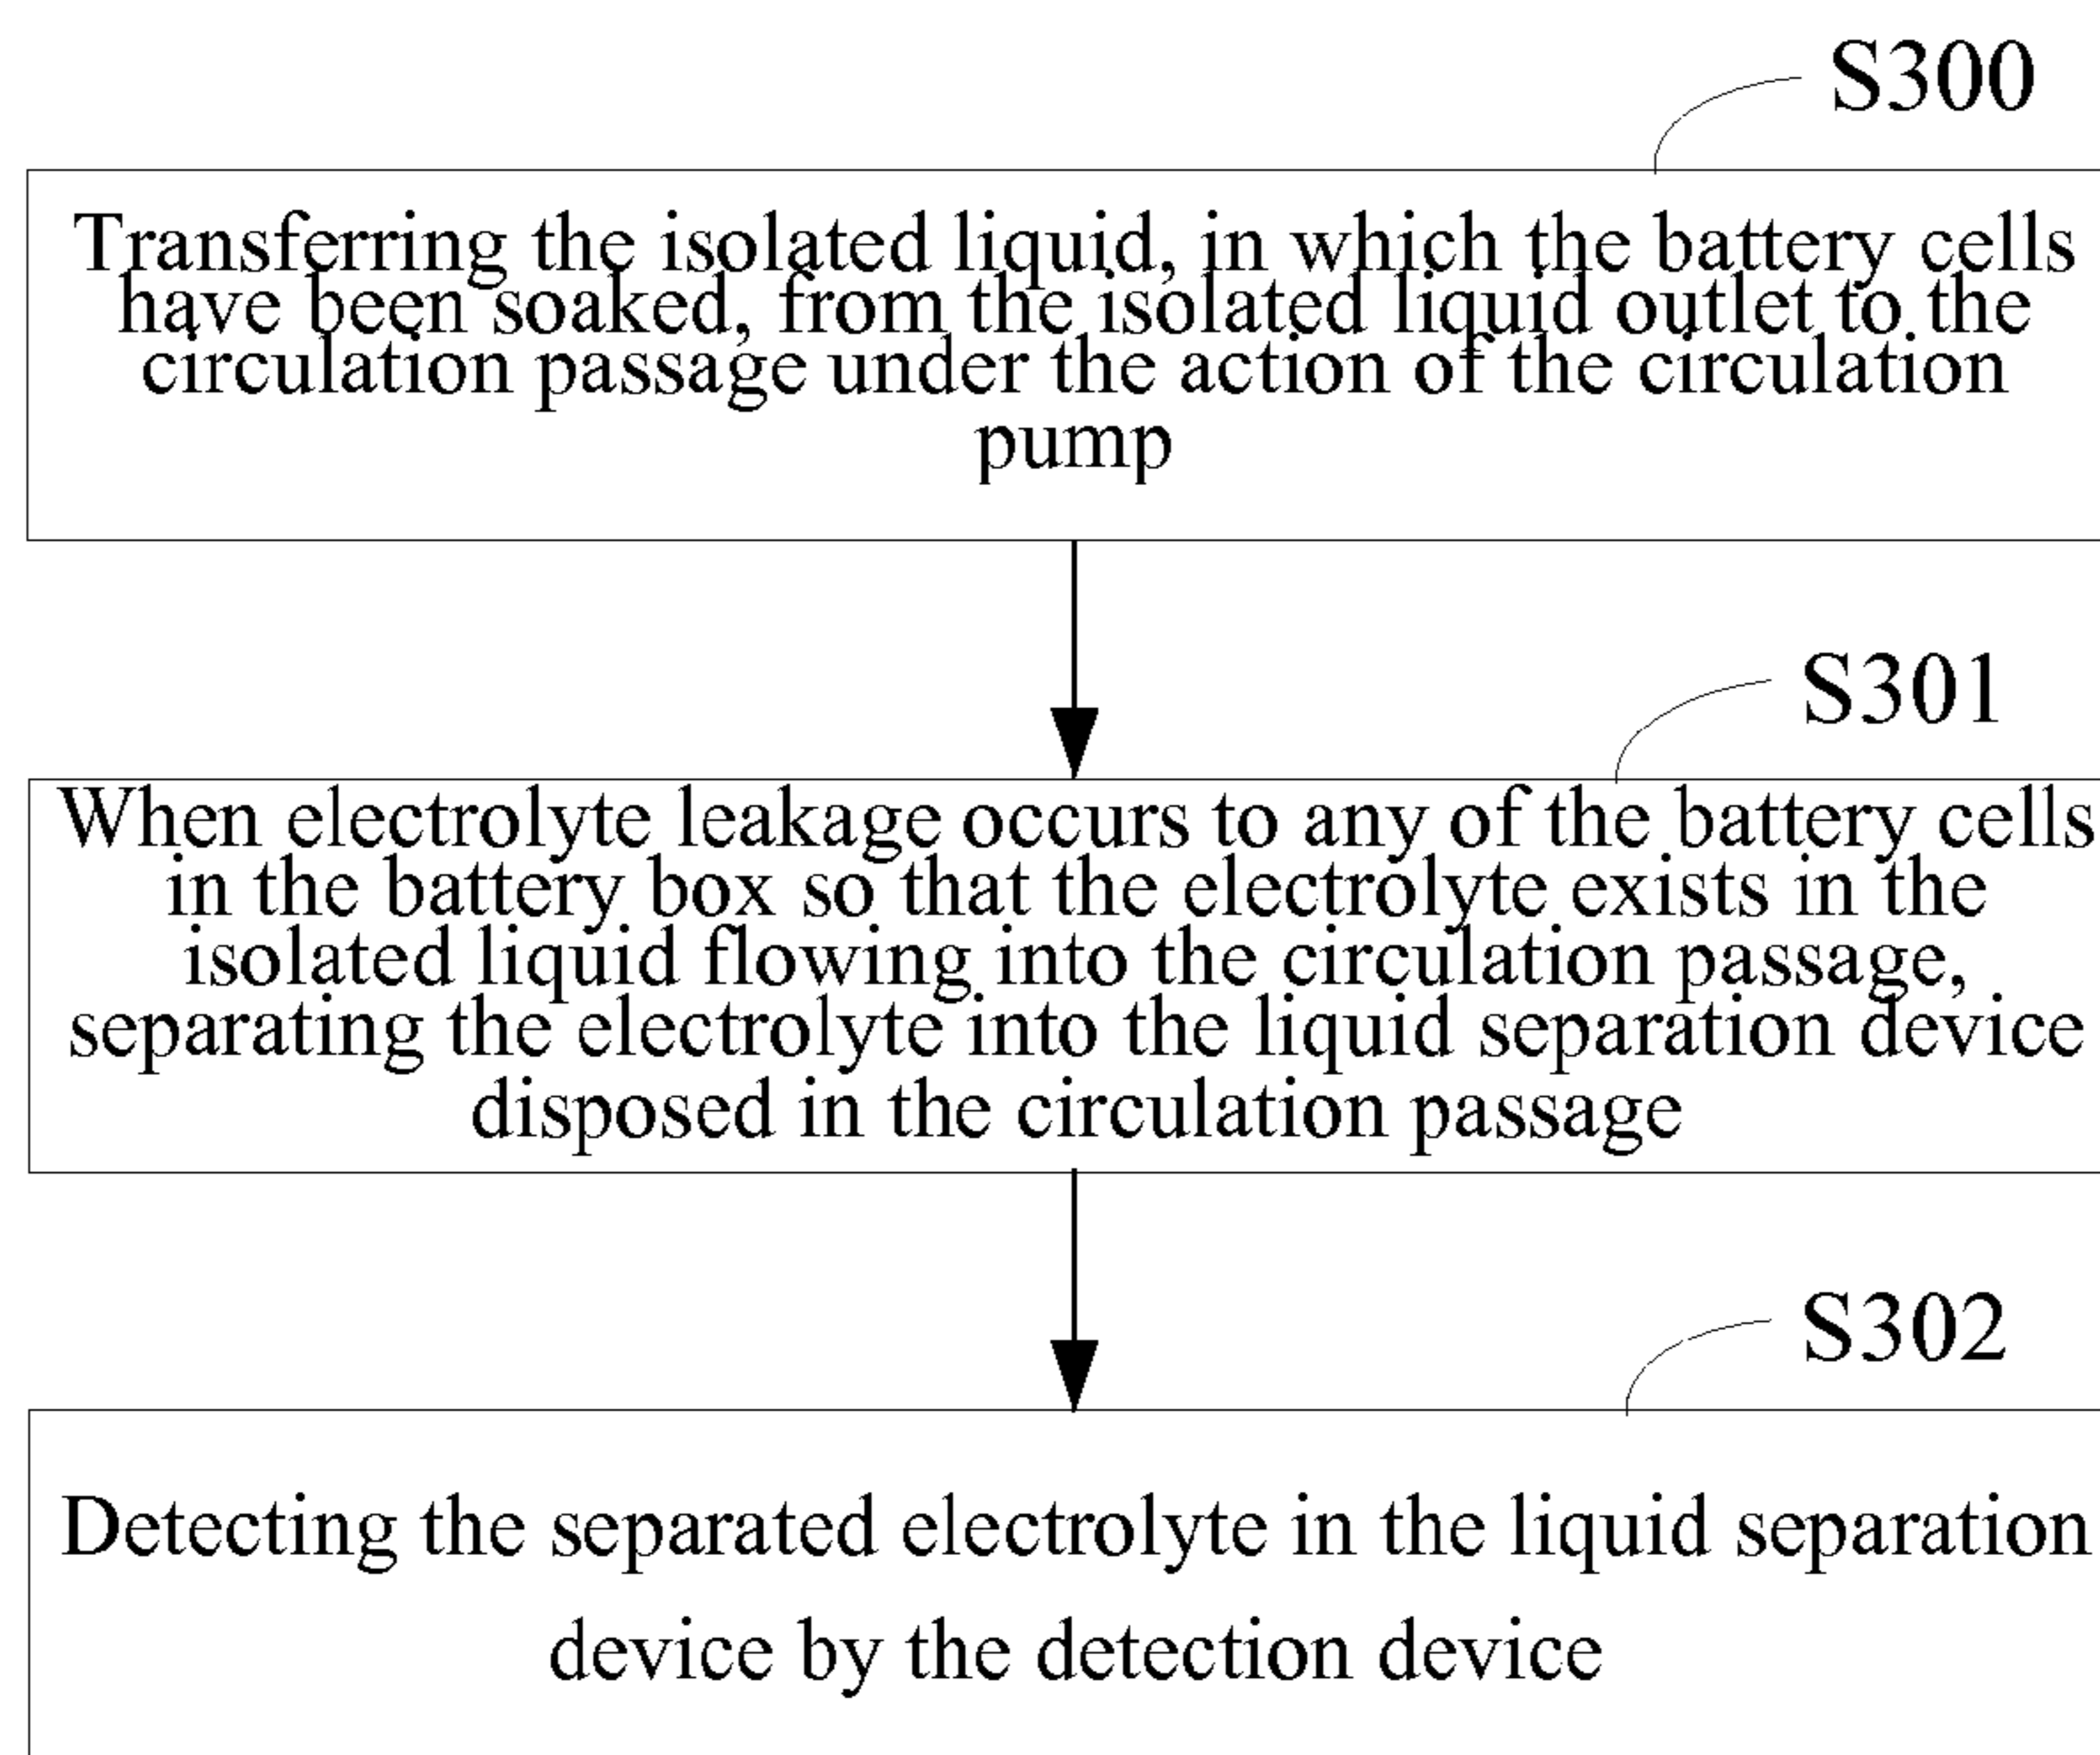 S300
Transferring the isolated liquid, in which the battery cells
have been soaked, from the isolated liquid outlet to the
circulation passage under the action of the circulation
pump
S301
When electrolyte leakage occurs to any of the battery cells
in the battery box so that the electrolyte exists in the
isolated liquid flowing into the circulation passage,
separating the electrolyte into the liquid separation device
disposed in the circulation passage
S302
Detecting the separated electrolyte in the liquid separation
device by the detection device